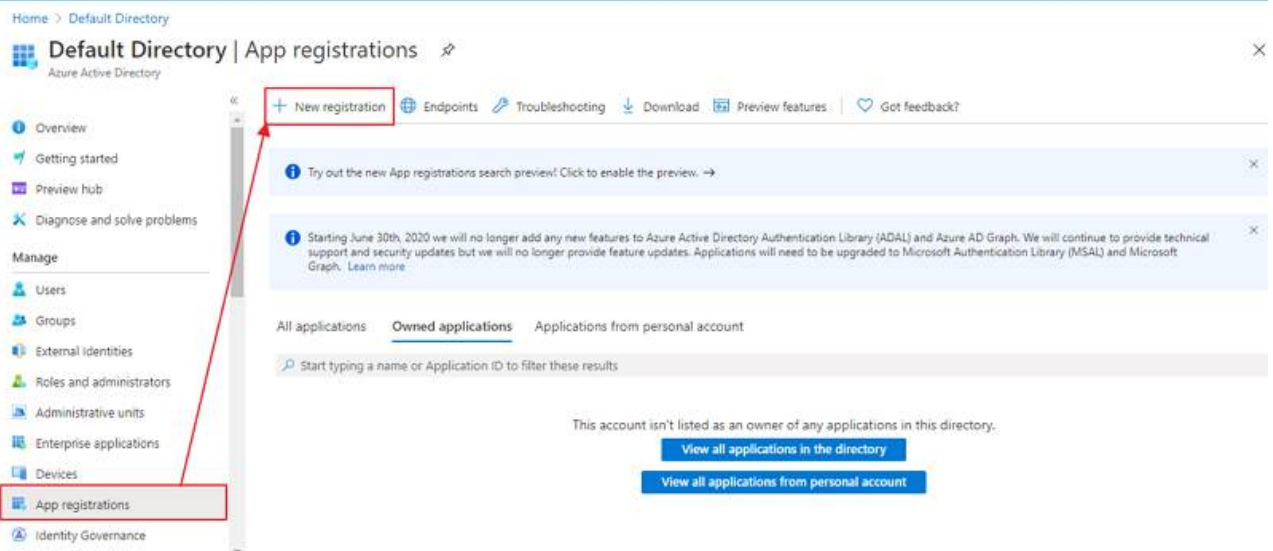 Home > Default Directory
Default Directory | App registrations
Azure Active Directory
Overview
Getting started
Preview hub
Diagnose and solve problems
Manage
Users
Groups
External Identities
Roles and administrators
Administrative units
Enterprise applications
Devices
App registrations
Identity Governance
New registration Endpoints Troubleshooting Download Preview features Got feedback?
Try out the new App registrations search preview! Click to enable the preview. →
Starting June 30th, 2020 we will no longer add any new features to Azure Active Directory Authentication Library (ADAL) and Azure AD Graph. We will continue to provide technical
support and security updates but we will no longer provide feature updates. Applications will need to be upgraded to Microsoft Authentication Library (MSAL) and Microsoft
Graph. Learn more
All applications Owned applications Applications from personal account
Start typing a name or Application ID to filter these results
This account isn't listed as an owner of any applications in this directory.
View all applications in the directory
View all applications from personal account